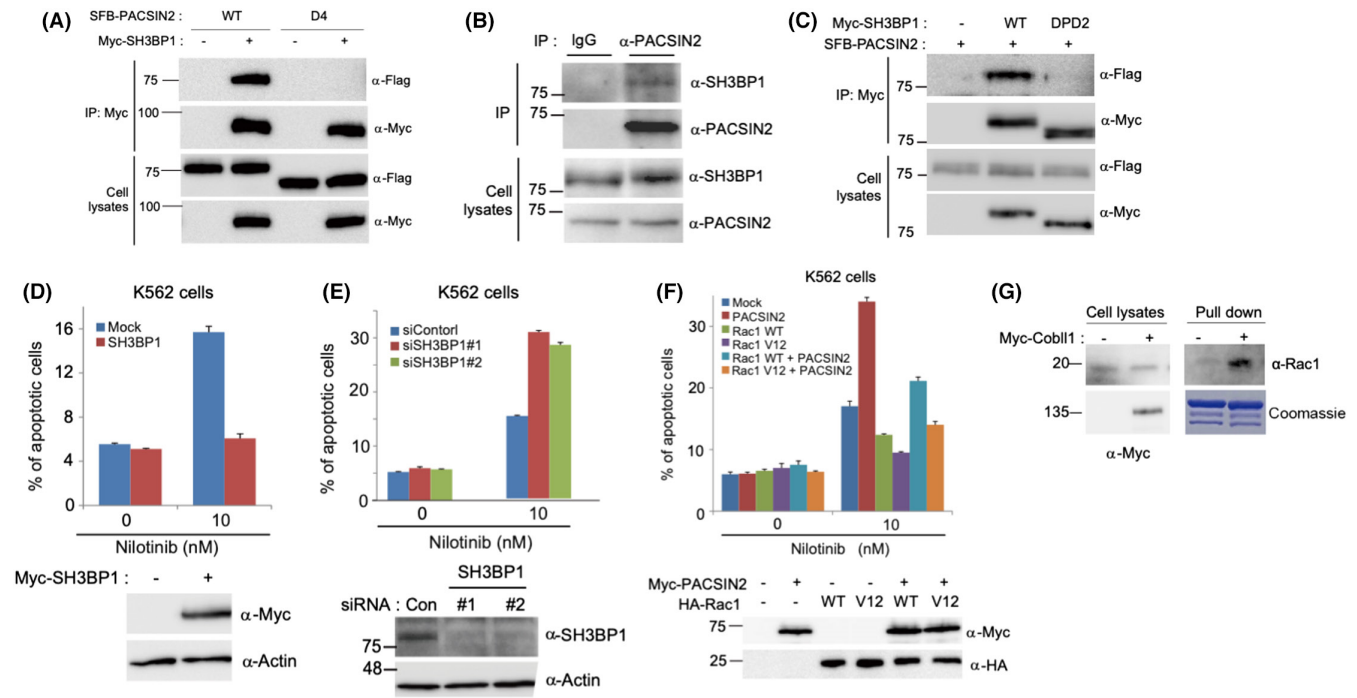 (A)
SFB-PACSIN2 : WT D4
Myc-SH3BP1 : - + - +
IP: Myc
75
α-Flag
100
α-Myc
Cell lysates
75
α-Flag
100
α-Myc
(B)
IP : IgG α-PACSIN2
IP
75
α-SH3BP1
75
α-PACSIN2
Cell lysates
75
α-SH3BP1
75
α-PACSIN2
(C)
Myc-SH3BP1 : - WT DPD2
SFB-PACSIN2 : + + +
IP: Myc
75
α-Flag
75
α-Myc
Cell lysates
75
α-Flag
75
α-Myc
(D)
K562 cells
% of apoptotic cells
16
12
8
4
0
Mock
SH3BP1
0 10
Nilotinib (nM)
Myc-SH3BP1 : - +
α-Myc
α-Actin
(E)
K562 cells
% of apoptotic cells
30
20
10
0
siContorl
siSH3BP1#1
siSH3BP1#2
0 10
Nilotinib (nM)
SH3BP1
siRNA : Con #1 #2
75
α-SH3BP1
48
α-Actin
(F)
K562 cells
% of apoptotic cells
30
20
10
0
Mock
PACSIN2
Rac1 WT
Rac1 V12
Rac1 WT + PACSIN2
Rac1 V12 + PACSIN2
0 10
Nilotinib (nM)
Myc-PACSIN2 : - + - - + +
HA-Rac1 : - - WT V12 WT V12
75
α-Myc
25
α-HA
(G)
Cell lysates Pull down
Myc-Cobll1 : - + - +
20
α-Rac1
135
Coomassie
α-Myc